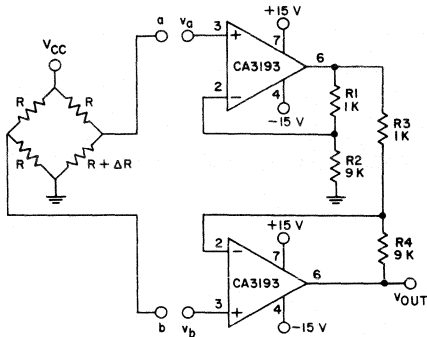 +15 V
a
Va
3
7
VCC
+
6
CA3193
R
R
2
−
4
R1
1K
−15 V
R3
1K
R
R + ΔR
R2
9K
+15 V
2
7
R4
9K
−
CA3193
6
b
Vb
3
+
4
VOUT
−15 V